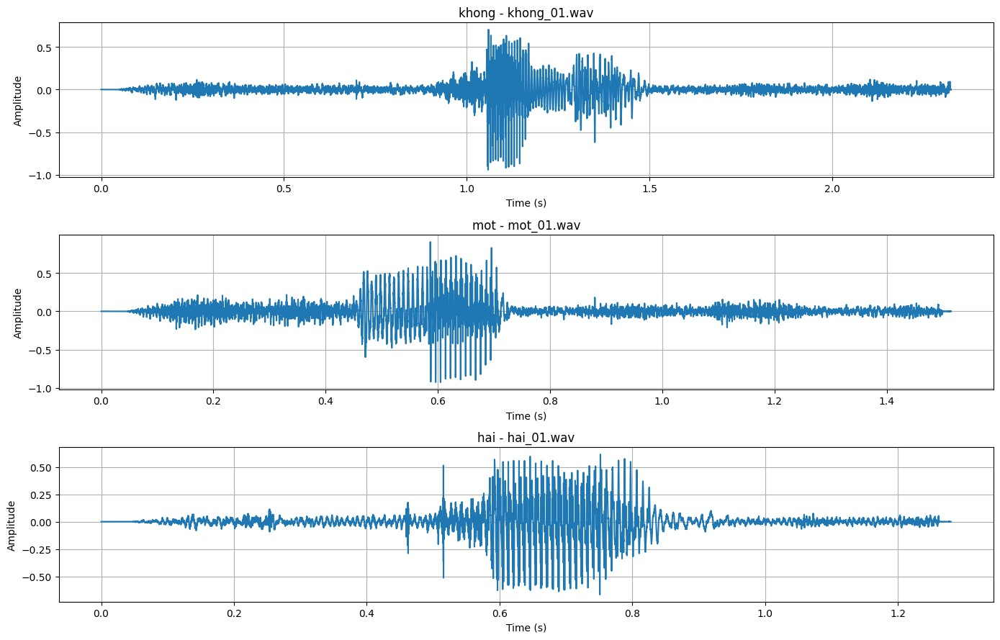 khong - khong_01.wav
Amplitude
0.5
0.0
−0.5
−1.0
0.0 0.5 1.0 1.5 2.0
Time (s)
mot - mot_01.wav
Amplitude
0.5
0.0
−0.5
−1.0
0.0 0.2 0.4 0.6 0.8 1.0 1.2 1.4
Time (s)
hai - hai_01.wav
Amplitude
0.50
0.25
0.00
−0.25
−0.50
0.0 0.2 0.4 0.6 0.8 1.0 1.2
Time (s)